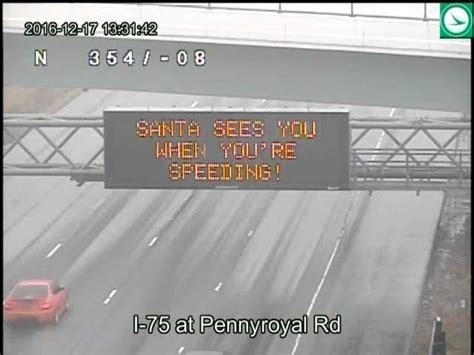 2016-12-17 13:31:42
N 354/-08
SANTA SEES YOU
WHEN YOU'RE
SPEEDING!
I-75 at Pennyroyal Rd